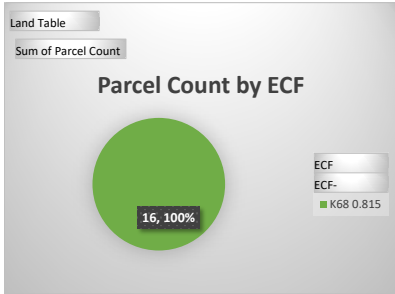 Land Table
Sum of Parcel Count
Parcel Count by ECF
16, 100%
ECF
ECF-
K68 0.815